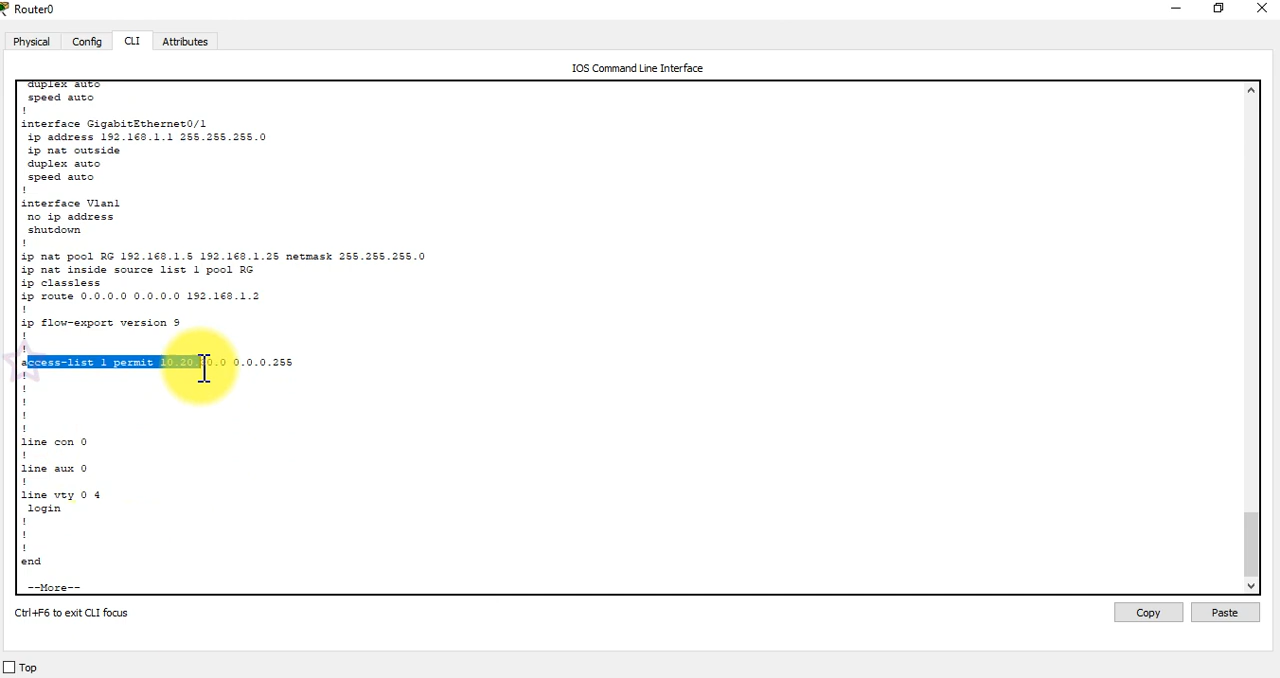 Router0
Physical Config CLI Attributes
IOS Command Line Interface
duplex auto
speed auto
!
interface GigabitEthernet0/1
ip address 192.168.1.1 255.255.255.0
ip nat outside
duplex auto
speed auto
!
interface Vlan1
no ip address
shutdown
!
ip nat pool RG 192.168.1.5 192.168.1.25 netmask 255.255.255.0
ip nat inside source list 1 pool RG
ip classless
ip route 0.0.0.0 0.0.0.0 192.168.1.2
!
ip flow-export version 9
!
!
access-list 1 permit 0.0.0.255
!
!
!
!
!
line con 0
!
line aux 0
!
line vty 0 4
login
!
!
!
end
--More--
Ctrl+F6 to exit CLI focus
Copy Paste
Top